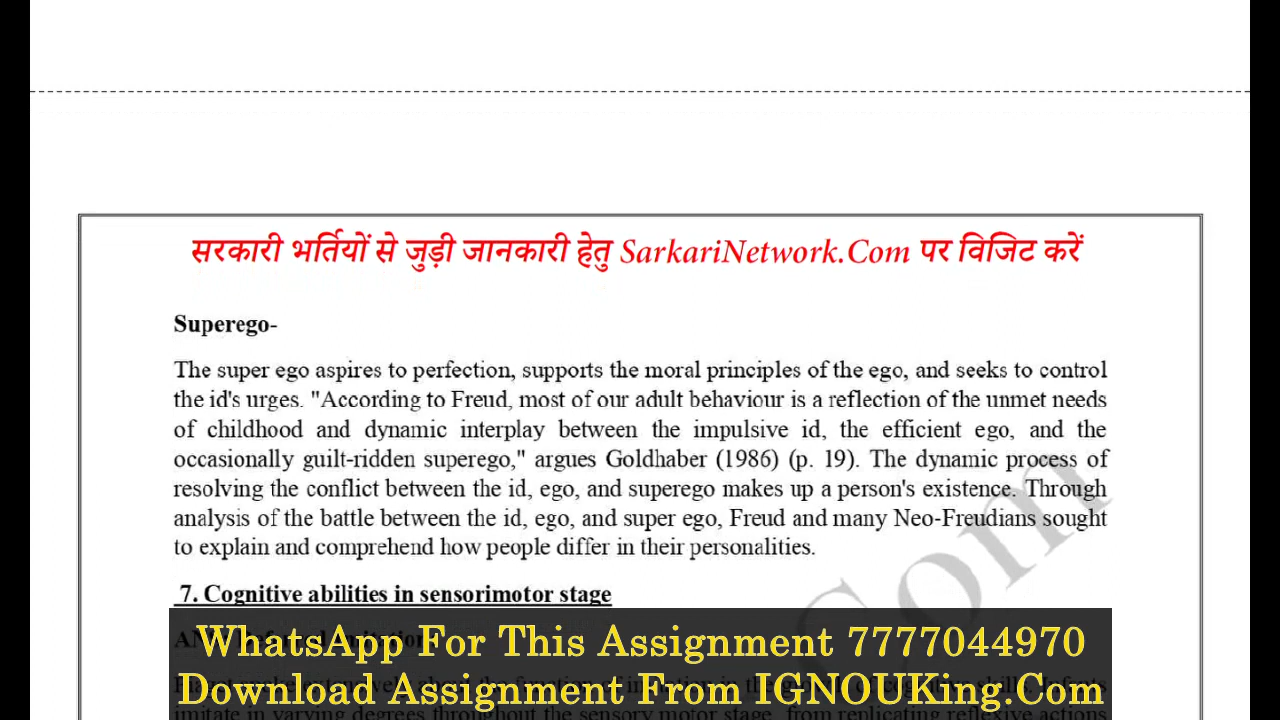 सरकारी भर्तियों से जुड़ी जानकारी हेतु SarkariNetwork.Com पर विजिट करें
Superego-
The super ego aspires to perfection, supports the moral principles of the ego, and seeks to control
the id's urges. "According to Freud, most of our adult behaviour is a reflection of the unmet needs
of childhood and dynamic interplay between the impulsive id, the efficient ego, and the
occasionally guilt-ridden superego," argues Goldhaber (1986) (p. 19). The dynamic process of
resolving the conflict between the id, ego, and superego makes up a person's existence. Through
analysis of the battle between the id, ego, and super ego, Freud and many Neo-Freudians sought
to explain and comprehend how people differ in their personalities.
Com
7. Cognitive abilities in sensorimotor stage
WhatsApp For This Assignment 7777044970
Download Assignment From IGNOUKing.Com